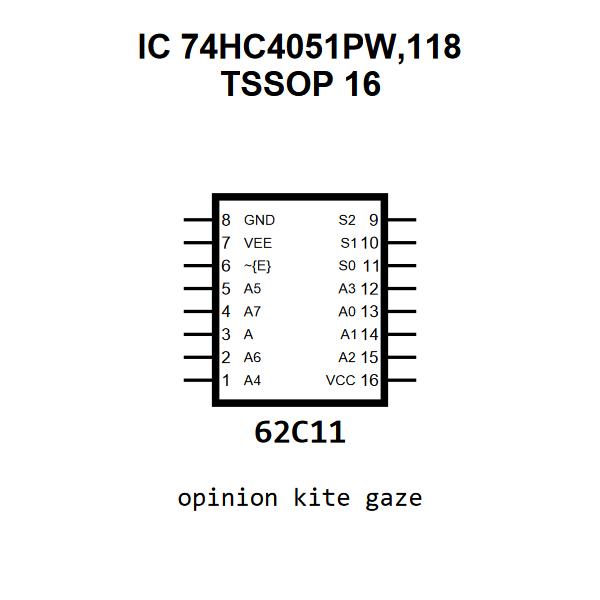 IC 74HC4051PW,118
TSSOP 16
8 GND S2 9
7 VEE S1 10
6 ~{E} S0 11
5 A5 A3 12
4 A7 A0 13
3 A A1 14
2 A6 A2 15
1 A4 VCC 16
62C11
opinion kite gaze